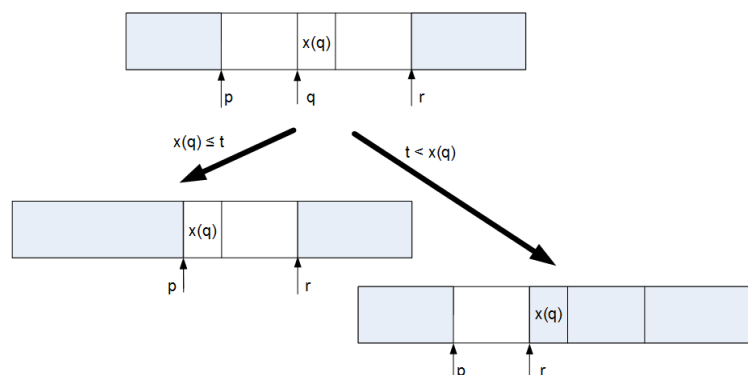 x(q)
p q r
x(q) ≤ t
t < x(q)
x(q)
p r
x(q)
p r